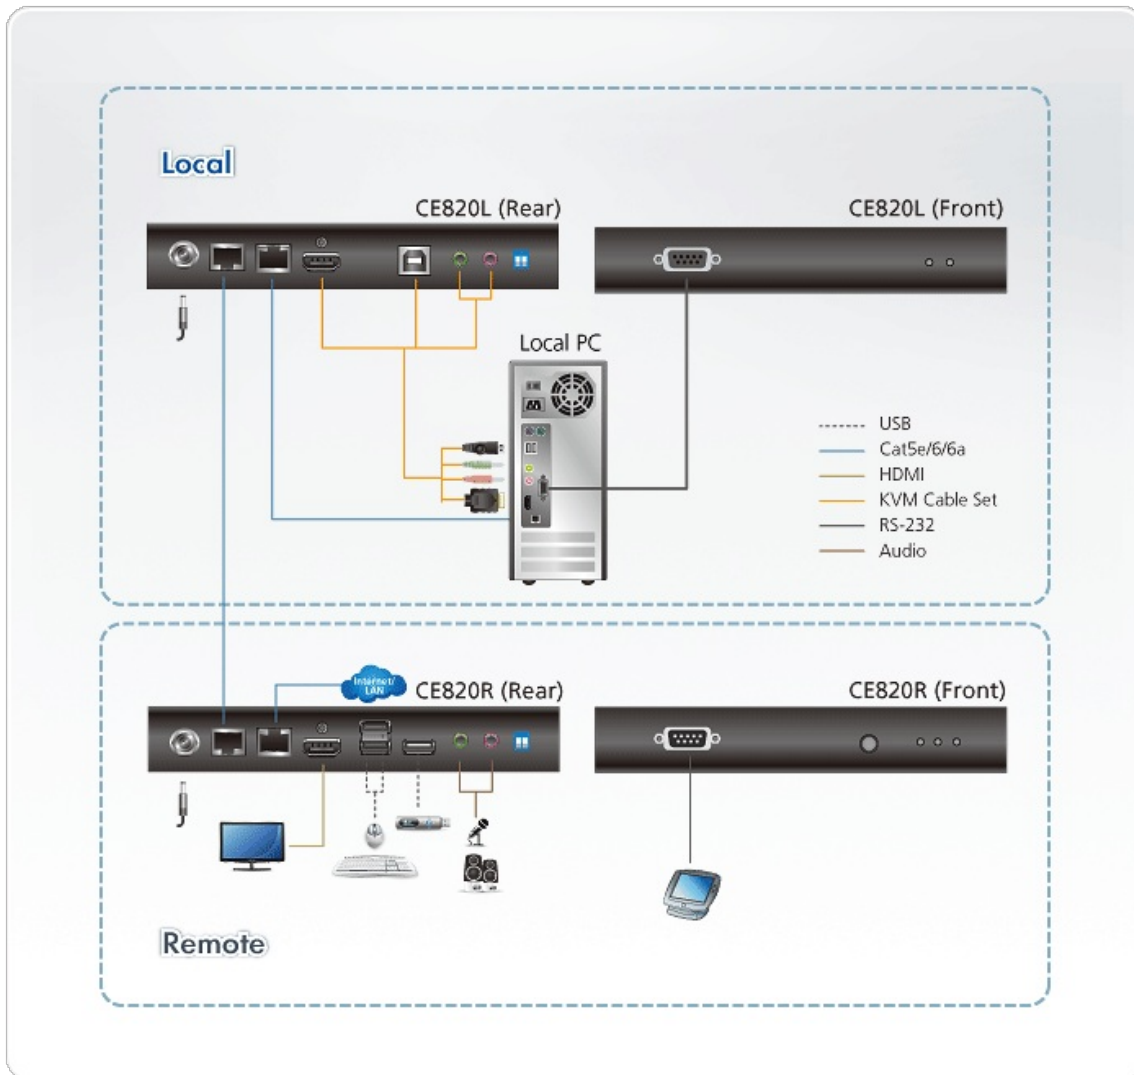 Local
CE820L (Rear)
CE820L (Front)
Local PC
USB
Cat5e/6/6a
HDMI
KVM Cable Set
RS-232
Audio
Internet/
LAN
CE820R (Rear)
CE820R (Front)
Remote